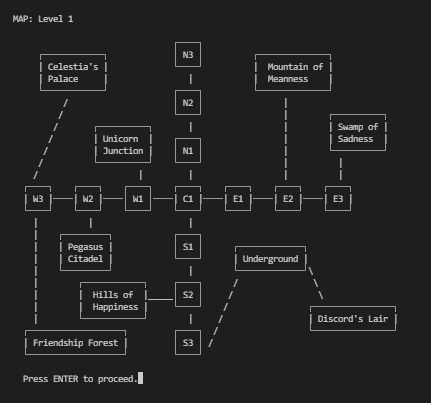 MAP: Level 1
N3
Celestia's
Palace
Mountain of
Meanness
N2
Swamp of
Sadness
Unicorn
Junction
N1
W3
W2
W1
C1
E1
E2
E3
Pegasus
Citadel
S1
Underground
Hills of
Happiness
S2
Discord's Lair
Friendship Forest
S3
Press ENTER to proceed.